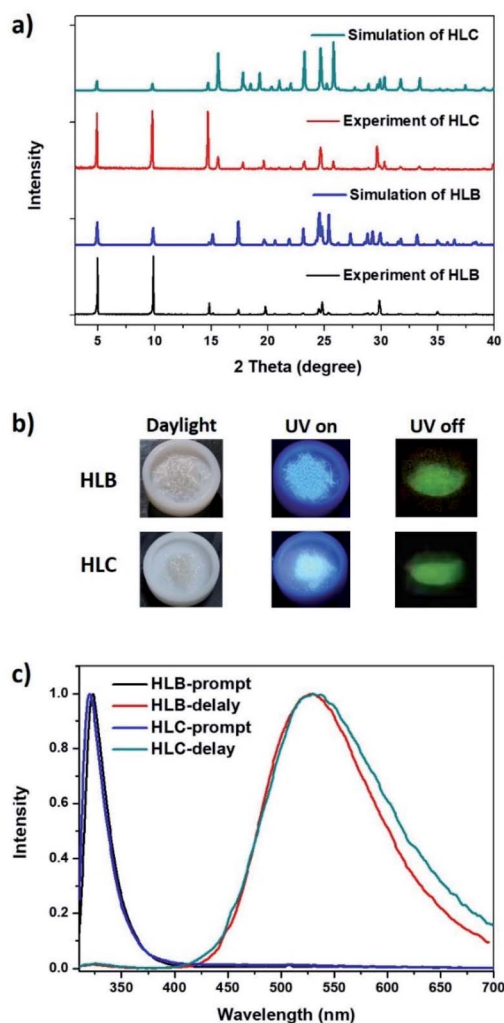 a)
Simulation of HLC
Experiment of HLC
Simulation of HLB
Experiment of HLB
Intensity
5 10 15 20 25 30 35 40
2 Theta (degree)
b)
Daylight UV on UV off
HLB
HLC
c)
HLB-prompt
HLB-delaly
HLC-prompt
HLC-delay
1.0
0.8
0.6
0.4
0.2
0.0
Intensity
350 400 450 500 550 600 650 700
Wavelength (nm)